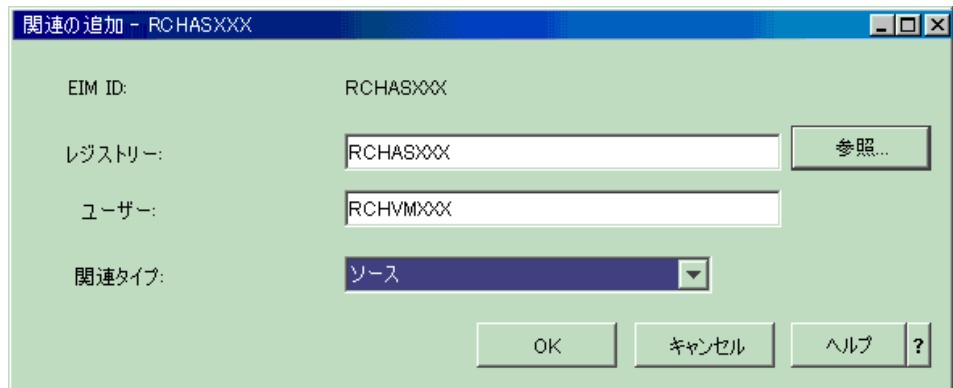 関連の追加 - RCHASXXX
EIM ID: RCHASXXX
レジストリー: RCHASXXX 参照...
ユーザー: RCHVMXXX
関連タイプ: ソース
OK キャンセル ヘルプ ?